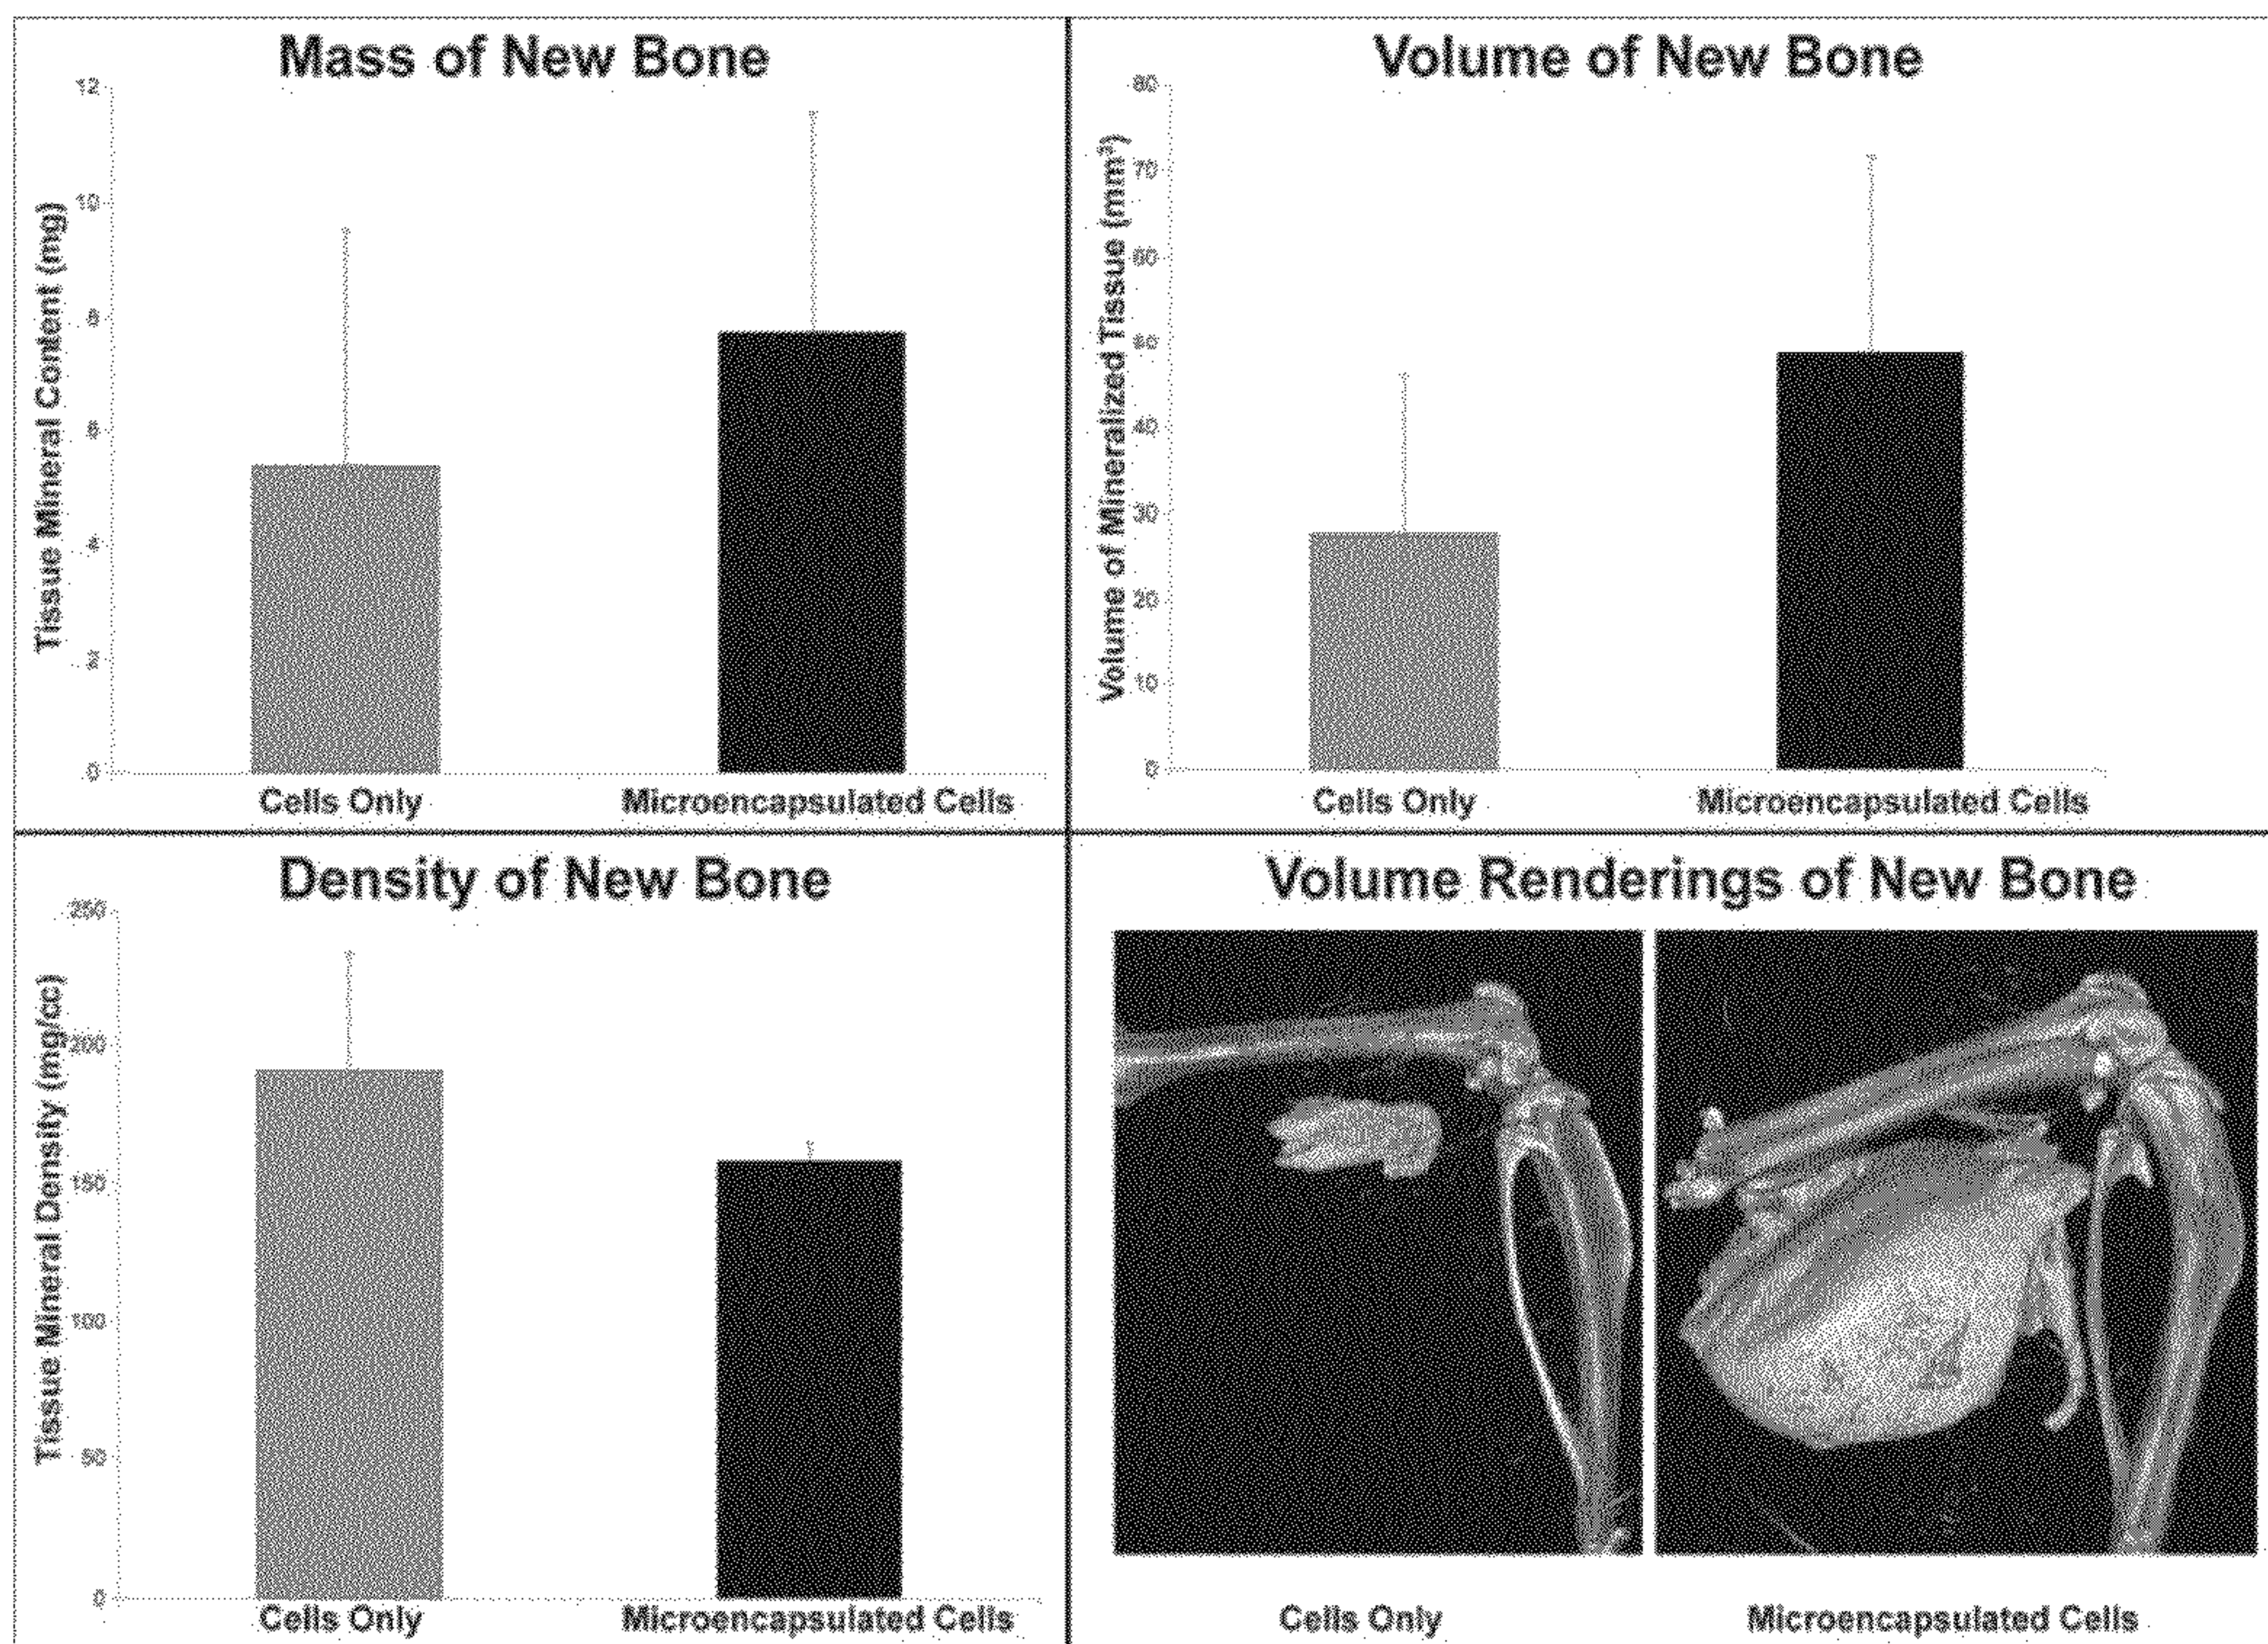 Mass of New Bone
Tissue Mineral Content (mg)
12
10
8
6
4
2
0
Cells Only
Microencapsulated Cells
Volume of New Bone
Volume of Mineralized Tissue (mm³)
80
70
60
50
40
30
20
10
0
Cells Only
Microencapsulated Cells
Density of New Bone
Tissue Mineral Density (mg/cc)
250
200
150
100
50
0
Cells Only
Microencapsulated Cells
Volume Renderings of New Bone
Cells Only
Microencapsulated Cells